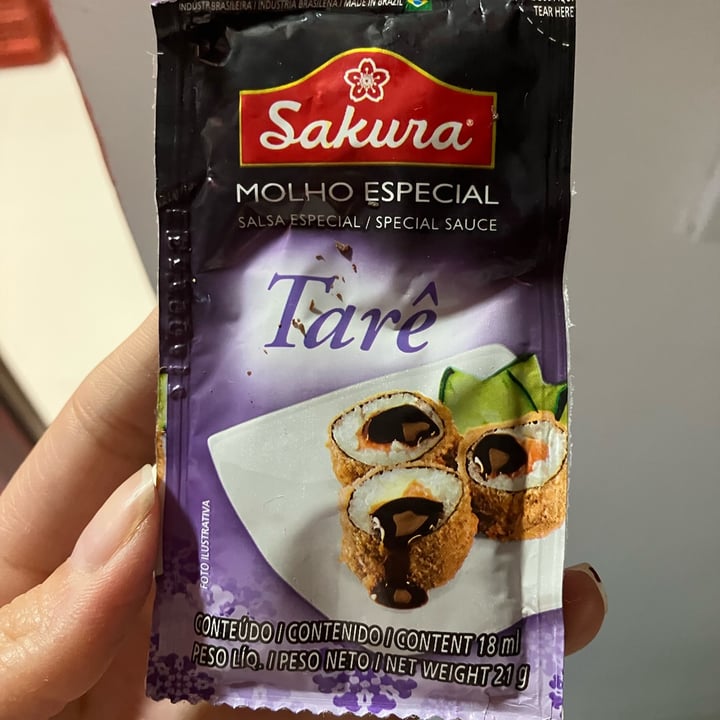 INDÚSTRIA BRASILEIRA / INDUSTRIA BRASILEÑA / MADE IN BRAZIL
TEAR HERE
Sakura®
MOLHO ESPECIAL
SALSA ESPECIAL / SPECIAL SAUCE
Tarê
FOTO ILUSTRATIVA
CONTEÚDO / CONTENIDO / CONTENT 18 ml
PESO LÍQ. / PESO NETO / NET WEIGHT 21 g